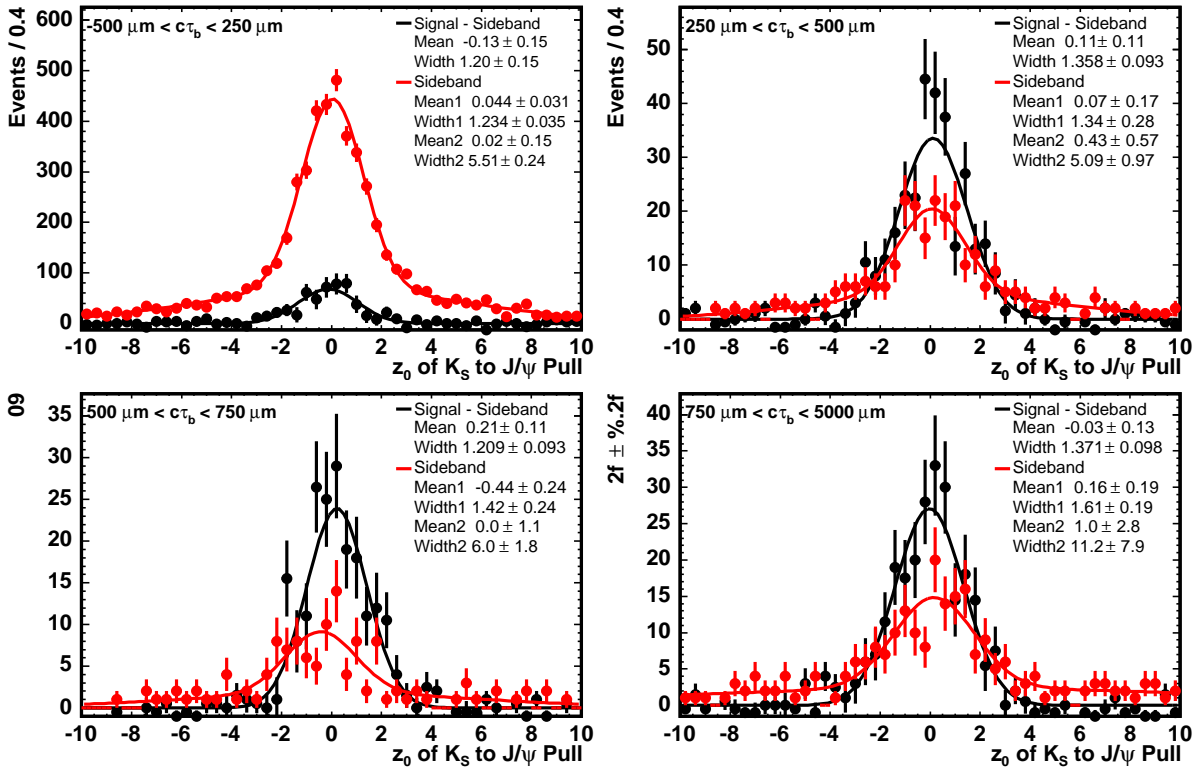 -500 μm < cτb < 250 μm
Events / 0.4
600
500
400
300
200
100
0
Signal - Sideband
Mean -0.13 ± 0.15
Width 1.20 ± 0.15
Sideband
Mean1 0.044 ± 0.031
Width1 1.234 ± 0.035
Mean2 0.02 ± 0.15
Width2 5.51 ± 0.24
-10 -8 -6 -4 -2 0 2 4 6 8 10
z0 of KS to J/ψ Pull
250 μm < cτb < 500 μm
Events / 0.4
50
40
30
20
10
0
Signal - Sideband
Mean 0.11 ± 0.11
Width 1.358 ± 0.093
Sideband
Mean1 0.07 ± 0.17
Width1 1.34 ± 0.28
Mean2 0.43 ± 0.57
Width2 5.09 ± 0.97
-10 -8 -6 -4 -2 0 2 4 6 8 10
z0 of KS to J/ψ Pull
500 μm < cτb < 750 μm
09
35
30
25
20
15
10
5
0
Signal - Sideband
Mean 0.21 ± 0.11
Width 1.209 ± 0.093
Sideband
Mean1 -0.44 ± 0.24
Width1 1.42 ± 0.24
Mean2 0.0 ± 1.1
Width2 6.0 ± 1.8
-10 -8 -6 -4 -2 0 2 4 6 8 10
z0 of KS to J/ψ Pull
750 μm < cτb < 5000 μm
2f ± %.2f
40
35
30
25
20
15
10
5
0
Signal - Sideband
Mean -0.03 ± 0.13
Width 1.371 ± 0.098
Sideband
Mean1 0.16 ± 0.19
Width1 1.61 ± 0.19
Mean2 1.0 ± 2.8
Width2 11.2 ± 7.9
-10 -8 -6 -4 -2 0 2 4 6 8 10
z0 of KS to J/ψ Pull